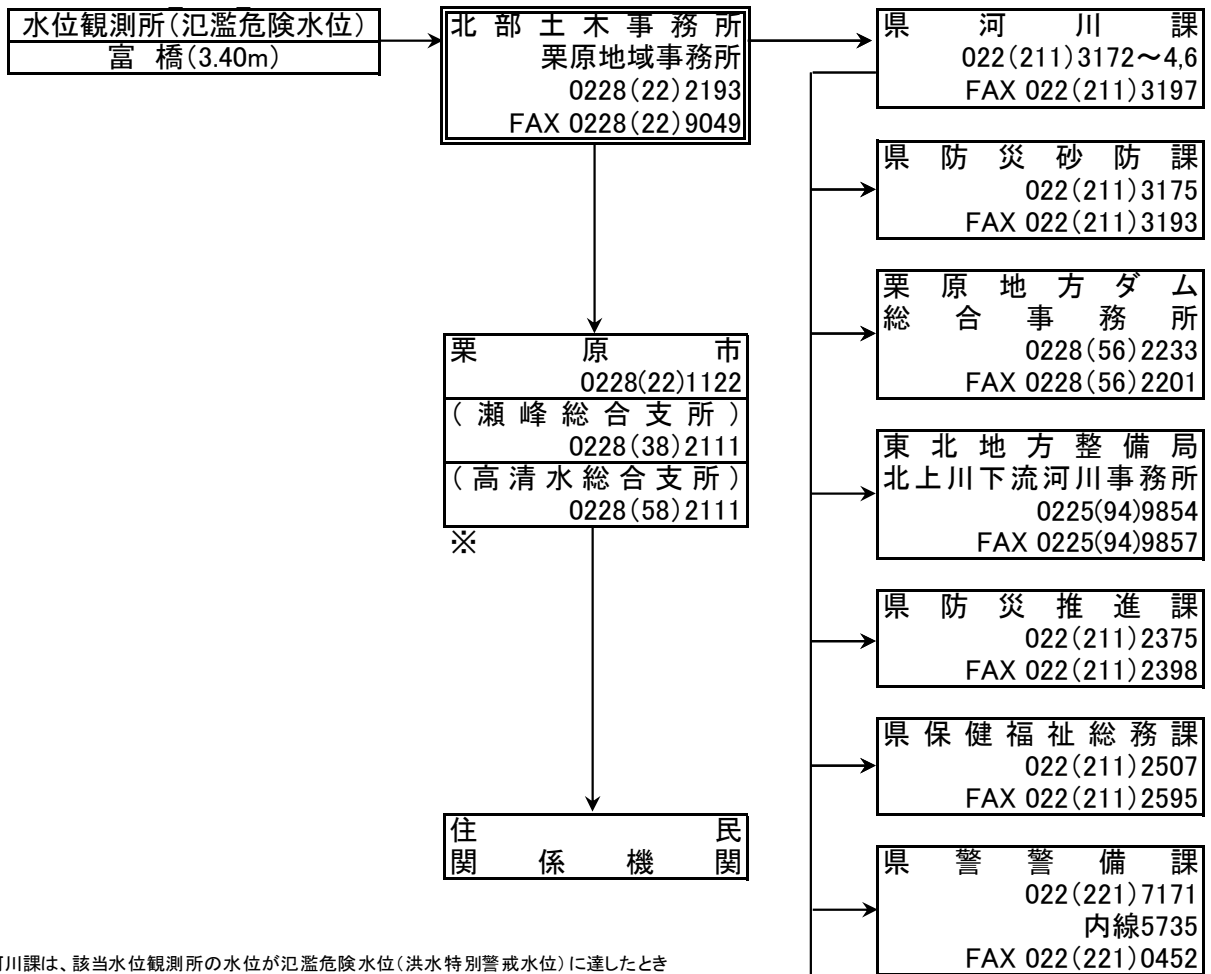 水位観測所（氾濫危険水位）
富 橋（3.40m）
北部土木事務所
栗原地域事務所
0228（22）2193
FAX 0228（22）9049
栗原市
0228(22)1122
（瀬峰総合支所）
0228（38）2111
（高清水総合支所）
0228（58）2111
※
住民
関係機関
県河川課
022（211）3172～4,6
FAX 022（211）3197
県防災砂防課
022（211）3175
FAX 022（211）3193
栗原地方ダム
総合事務所
0228（56）2233
FAX 0228（56）2201
東北地方整備局
北上川下流河川事務所
0225(94)9854
FAX 0225(94)9857
県防災推進課
022（211）2375
FAX 022（211）2398
県保健福祉総務課
022（211）2507
FAX 022（211）2595
県警警備課
022（221）7171
内線5735
FAX 022（221）0452
河川課は、該当水位観測所の水位が氾濫危険水位（洪水特別警戒水位）に達したとき